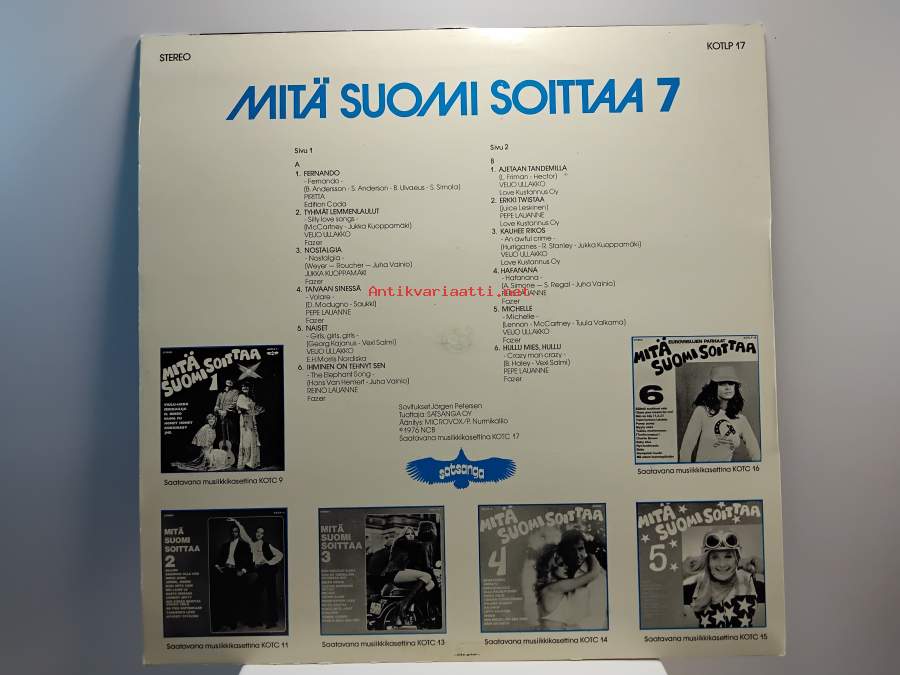 STEREO
KOTLP 17
MITÄ SUOMI SOITTAA 7
Sivu 1
A
1. FERNANDO
- Fernando -
(B. Andersson - S. Anderson - B. Ulvaeus - S. Simola)
PIRITTA
Edition Coda
2. TYHMÄT LEMMENLAULUT
- Silly love songs -
(McCartney - Jukka Kuoppamäki)
VEIJO ULLAKKO
Fazer
3. NOSTALGIA
- Nostalgia -
(Weyer — Roucher — Juha Vainio)
JUKKA KUOPPAMÄKI
Fazer
4. TAIVAAN SINESSÄ
- Volare -
(D. Modugno - Saukki)
PEPE LAUANNE
Fazer
5. NAISET
- Girls, girls, girls -
(Georg Kajanus - Vexi Salmi)
VEIJO ULLAKKO
E.H.Morris Nordiska
6. IHMINEN ON TEHNYT SEN
- The Elephant Song -
(Hans Van Hemert - Juha Vainio)
REINO LAUANNE
Fazer
Sivu 2
B
1. AJETAAN TANDEMILLA
(L. Friman - Hector)
VEIJO ULLAKKO
Love Kustannus Oy
2. ERKKI TWISTAA
(Juice Leskinen)
PEPE LAUANNE
Love Kustannus Oy
3. KAUHEE RIKOS
- An awful crime -
(Hurriganes - R. Stanley - Jukka Kuoppamäki)
VEIJO ULLAKKO
Love Kustannus Oy
4. HAFANANA
- Hafanana -
(A. Simone — S. Regal - Juha Vainio)
LAUANNE
Fazer
5. MICHELLE
- Michelle -
(Lennon - McCartney - Tuula Valkama)
VEIJO ULLAKKO
Fazer
6. HULLU MIES, HULLU
- Crazy man crazy -
(B. Haley - Vexi Salmi)
PEPE LAUANNE
Fazer
Antikvariaatti.net
Sovitukset Jörgen Petersen
Tuottaja: SATSANGA OY
Äänitys: MICROVOX/P. Nurmikallio
℗1976 NCB
Saatavana musiikkikasettina KOTC 17
satsanga
MITÄ
SUOMI SOITTAA
1
Saatavana musiikkikasettina KOTC 9
EUROVIISUJEN PARHAAT
MITÄ
SUOMI SOITTAA
6
Saatavana musiikkikasettina KOTC 16
MITÄ
SUOMI
SOITTAA
2
Saatavana musiikkikasettina KOTC 11
MITÄ
SUOMI
SOITTAA
3
Saatavana musiikkikasettina KOTC 13
MITÄ
SUOMI SOITTAA
4
Saatavana musiikkikasettina KOTC 14
MITÄ
SUOMI SOITTAA
5
Saatavana musiikkikasettina KOTC 15